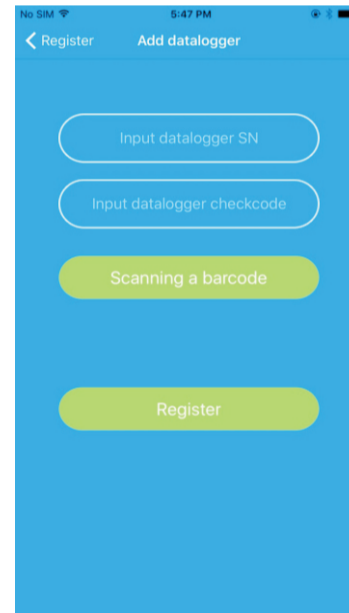 No SIM 5:47 PM
Register Add datalogger
Input datalogger SN
Input datalogger checkcode
Scanning a barcode
Register